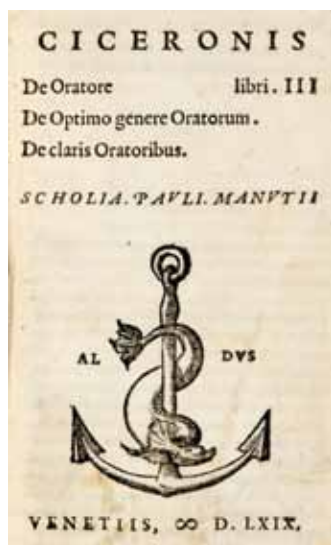 CICERONIS
De Oratore libri. III
De Optimo genere Oratorum.
De claris Oratoribus.
SCHOLIA. PAVLI. MANVTII
AL DVS
VENETIIS, ∞ D. LXIX.